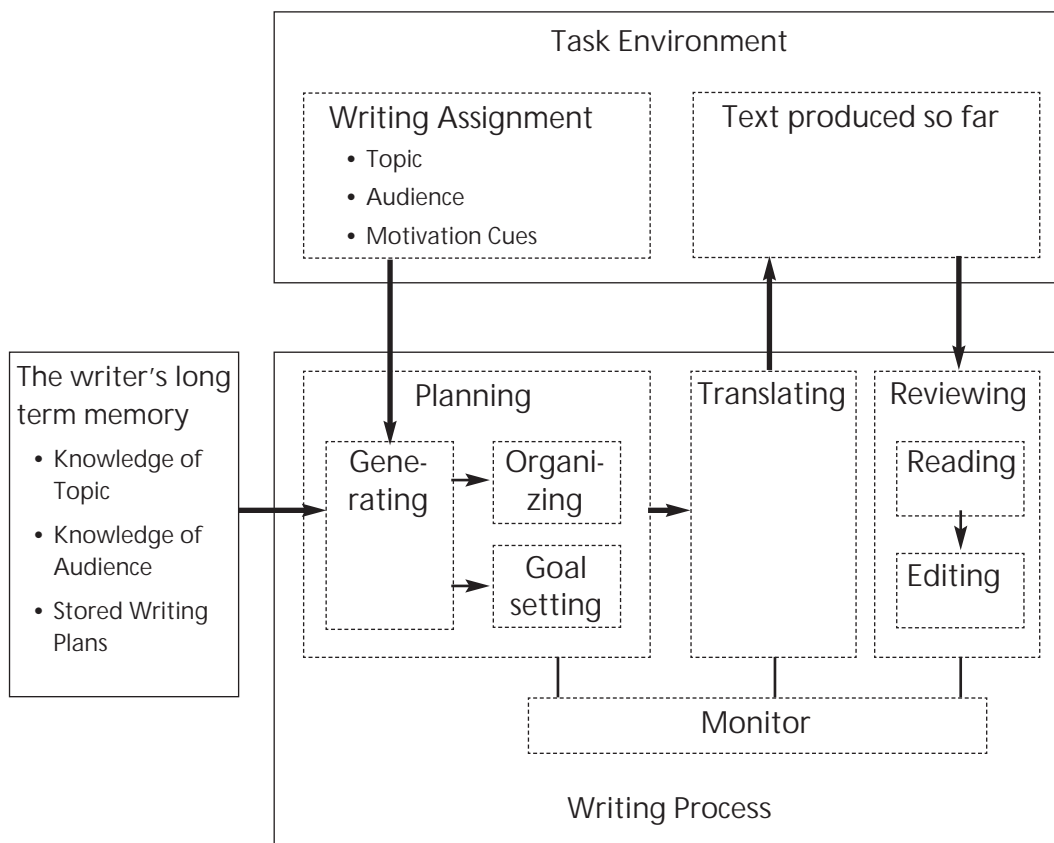 Task Environment
Writing Assignment
• Topic
• Audience
• Motivation Cues
Text produced so far
The writer's long
term memory
• Knowledge of
Topic
• Knowledge of
Audience
• Stored Writing
Plans
Planning
Gene-
rating
Organi-
zing
Goal
setting
Translating
Reviewing
Reading
Editing
Monitor
Writing Process